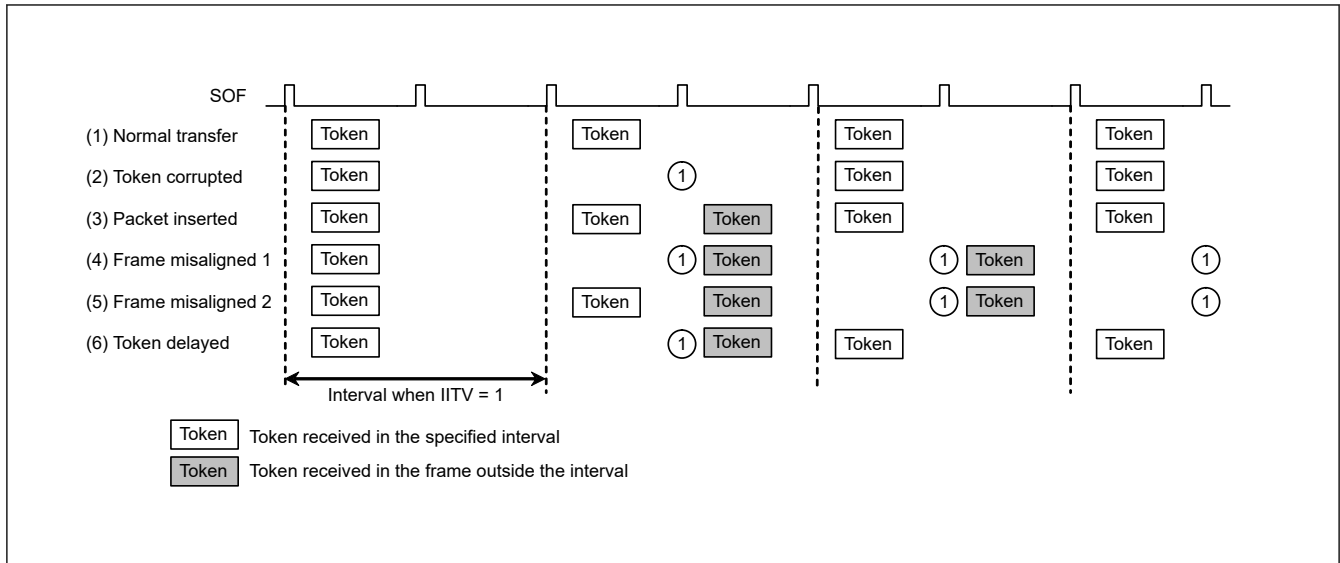 SOF
(1) Normal transfer Token Token Token Token
(2) Token corrupted Token 1 Token Token
(3) Packet inserted Token Token Token Token Token
(4) Frame misaligned 1 Token 1 Token 1 Token 1
(5) Frame misaligned 2 Token Token Token 1 Token 1
(6) Token delayed Token 1 Token Token Token
Interval when IITV = 1
Token Token received in the specified interval
Token Token received in the frame outside the interval